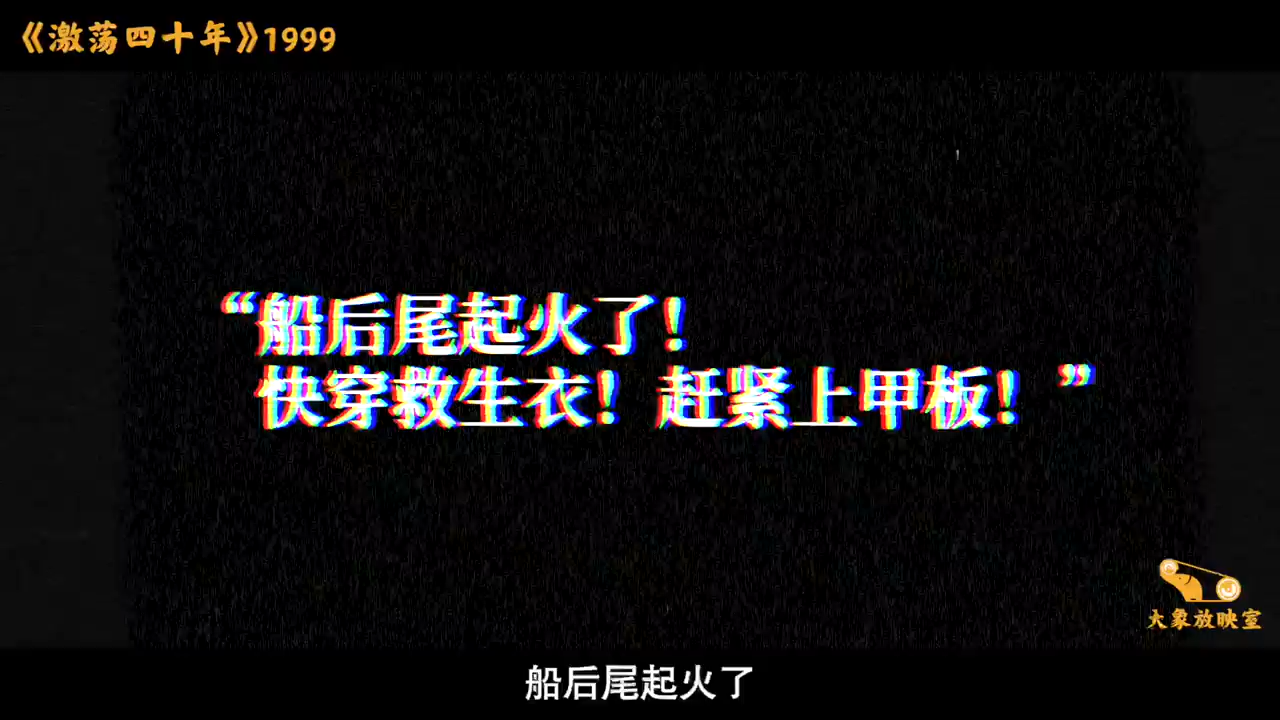 《激荡四十年》1999
“船后尾起火了！
快穿救生衣！赶紧上甲板！”
大象放映室
船后尾起火了